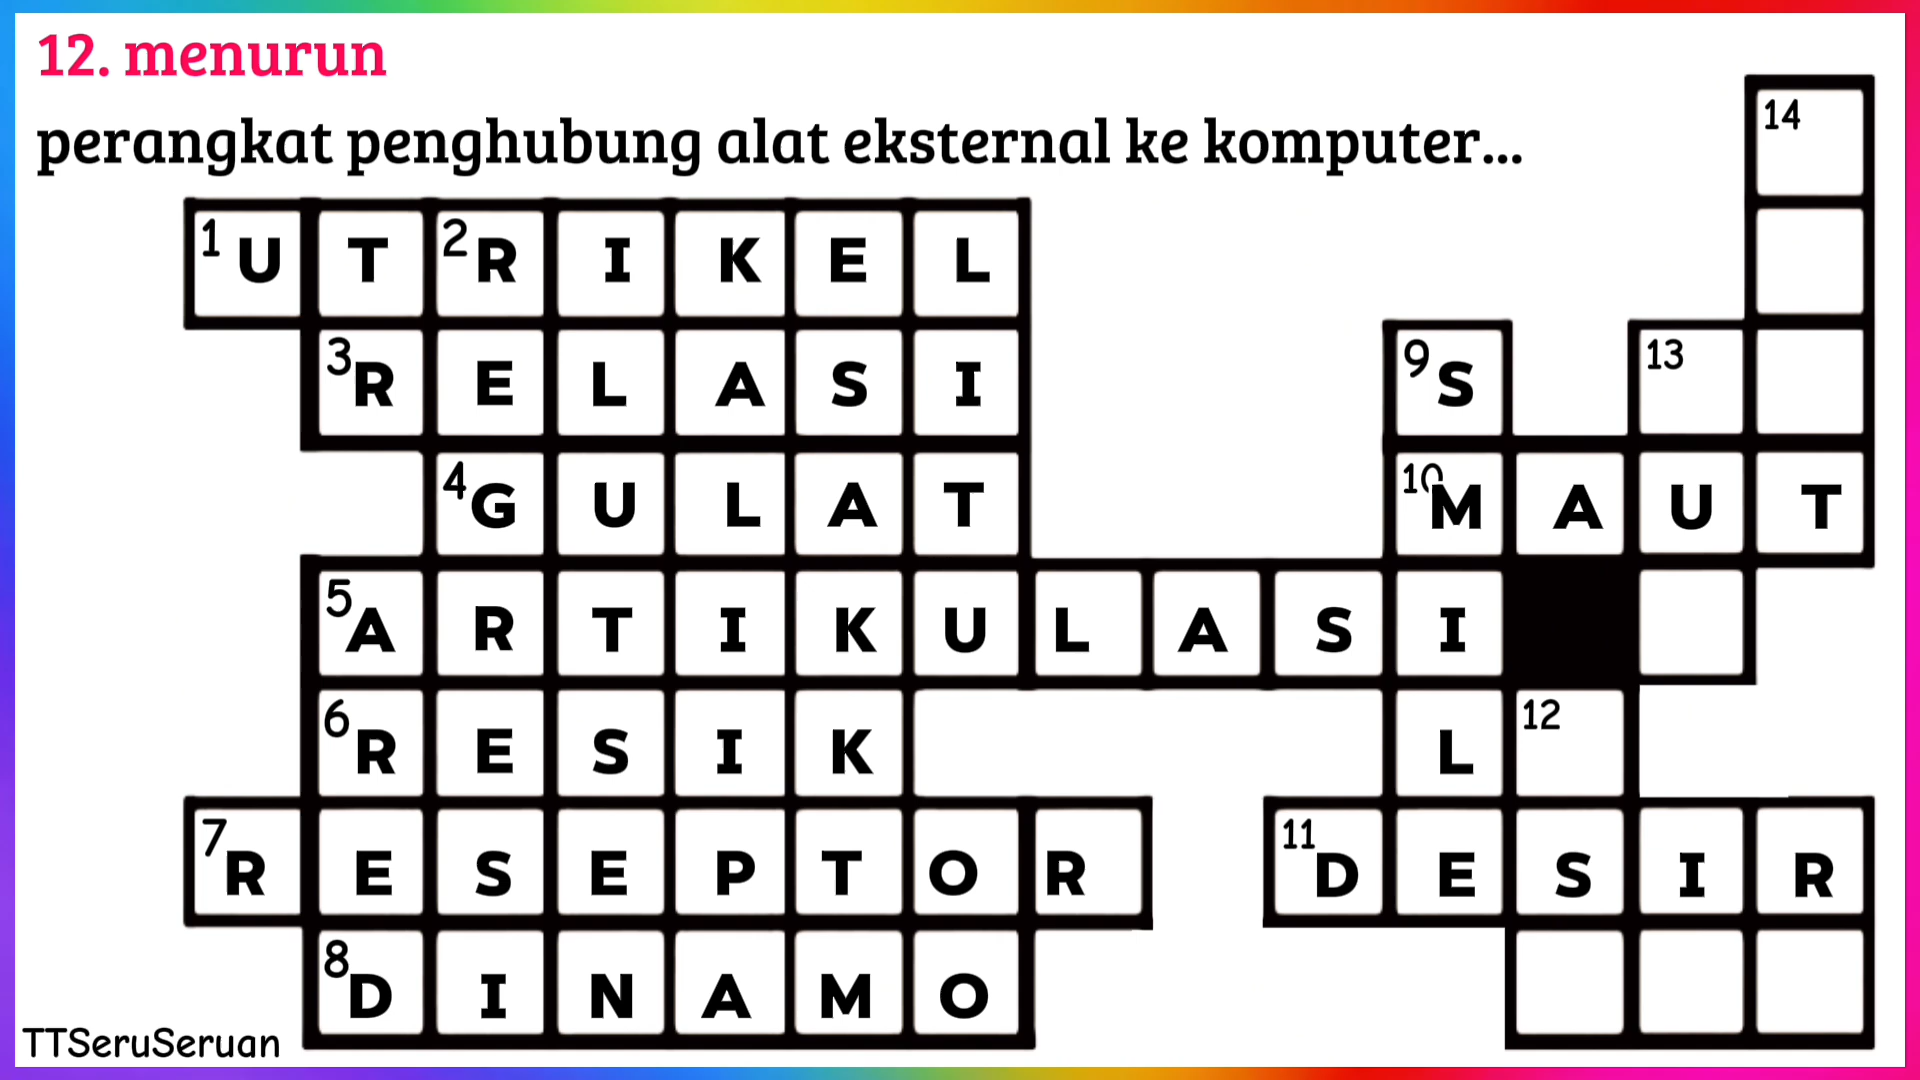 12. menurun
perangkat penghubung alat eksternal ke komputer...
14
1 U T 2 R I K E L
3 R E L A S I 9 S 13
4 G U L A T 10 M A U T
5 A R T I K U L A S I
6 R E S I K L 12
7 R E S E P T O R 11 D E S I R
8 D I N A M O
TTSeruSeruan